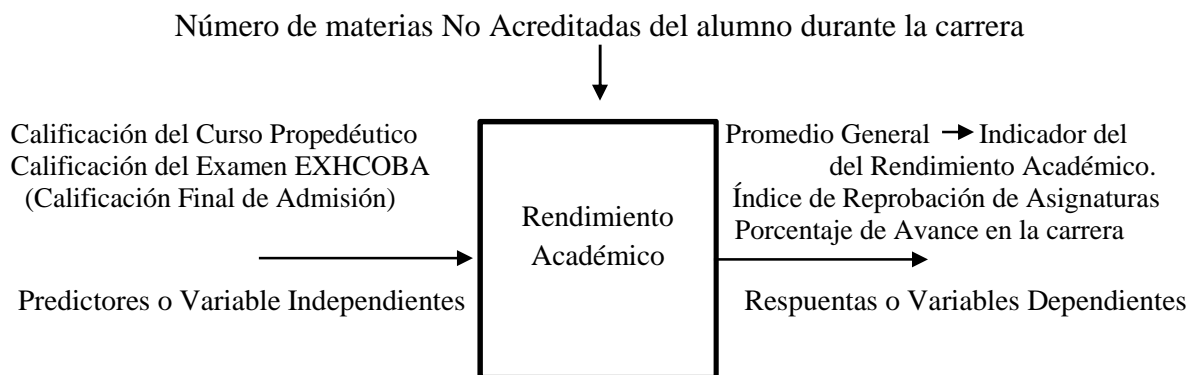 Número de materias No Acreditadas del alumno durante la carrera
Calificación del Curso Propedéutico
Calificación del Examen EXHCOBA
(Calificación Final de Admisión)
Predictores o Variable Independientes
Rendimiento
Académico
Promedio General → Indicador del
del Rendimiento Académico.
Índice de Reprobación de Asignaturas
Porcentaje de Avance en la carrera
Respuentas o Variables Dependientes